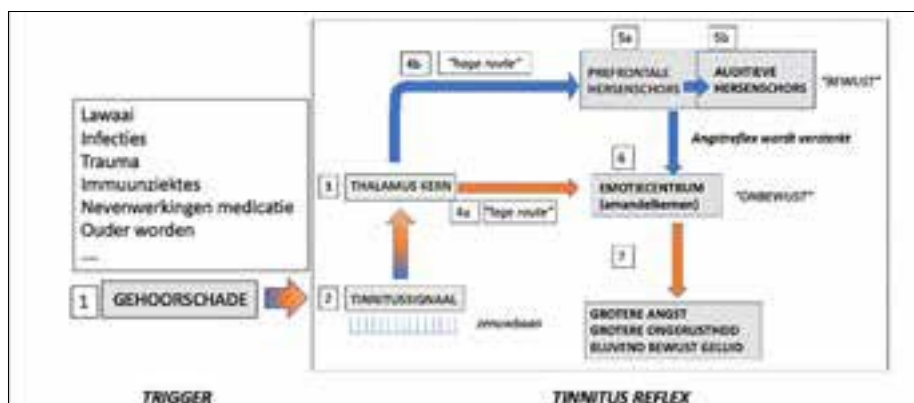 5a
5b
4b
"hoge route"
PREFRONTALE
HERSENSCHORS
AUDITIEVE
HERSENSCHORS
"BEWUST"
Lawaai
Infecties
Trauma
Immuunziektes
Nevenwerkingen medicatie
Ouder worden
....
Angstreflex wordt versterkt
6
3
THALAMUS KERN
4a
"lage route"
EMOTIECENTRUM
(amandelkernen)
"ONBEWUST"
7
1
GEHOORSCHADE
2
TINNITUSSIGNAAL
zenuwbaan
GROTERE ANGST
GROTERE ONGERUSTHEID
BLIJVEND BEWUST GELUID
TRIGGER
TINNITUS REFLEX